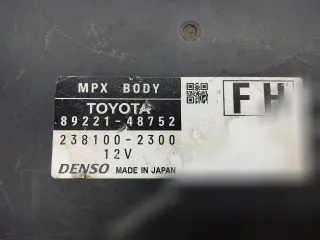 MPX BODY
TOYOTA
89221-48752
238100-2300
12V
DENSO MADE IN JAPAN
FH